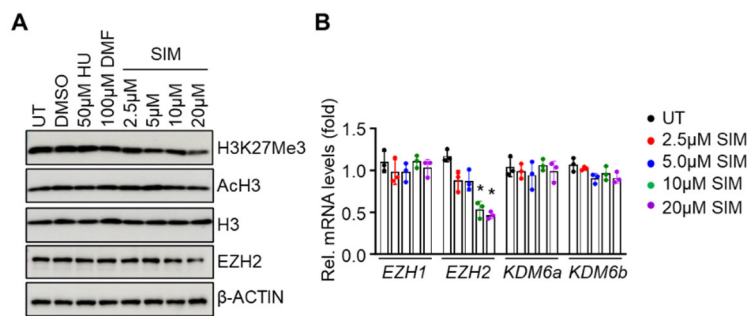 A
SIM
UT
DMSO
50μM HU
100μM DMF
2.5μM
5μM
10μM
20μM
H3K27Me3
AcH3
H3
EZH2
β-ACTIN
B
Rel. mRNA levels (fold)
1.5
1.0
0.5
0.0
* *
EZH1
EZH2
KDM6a
KDM6b
UT
2.5μM SIM
5.0μM SIM
10μM SIM
20μM SIM